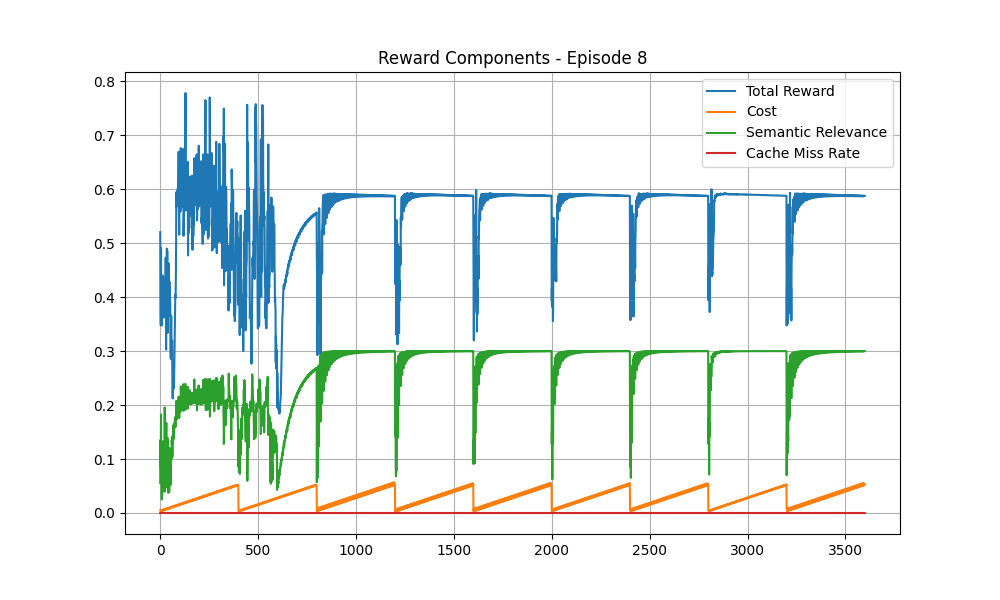 Reward Components - Episode 8
0.8
0.7
0.6
0.5
0.4
0.3
0.2
0.1
0.0
Total Reward
Cost
Semantic Relevance
Cache Miss Rate
0 500 1000 1500 2000 2500 3000 3500